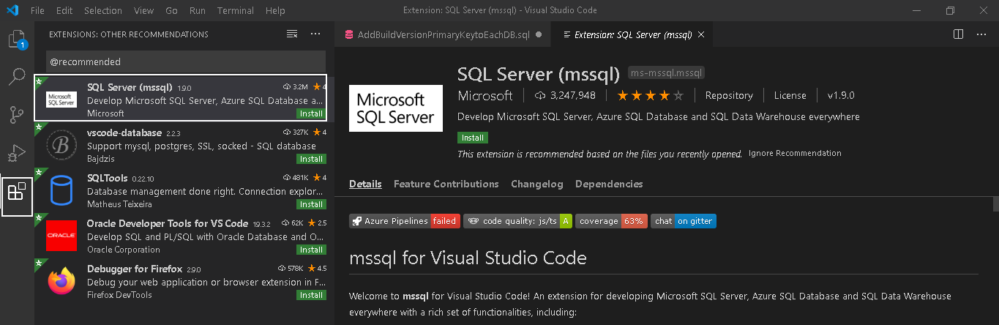 File Edit Selection View Go Run Terminal Help Extension: SQL Server (mssql) - Visual Studio Code
1
EXTENSIONS: OTHER RECOMMENDATIONS
@recommended
SQL Server (mssql) 1.9.0 3.2M 4
Develop Microsoft SQL Server, Azure SQL Database a...
Microsoft Install
Microsoft
SQL Server
vscode-database 2.2.3 327K 4
Support mysql, postgres, SSL, socked - SQL database
Bajdzis Install
B
SQLTools 0.22.10 481K 4
Database management done right. Connection explor...
Matheus Teixeira Install
Oracle Developer Tools for VS Code 19.3.2 62K 2.5
Develop SQL and PL/SQL with Oracle Database and O...
Oracle Corporation Install
ORACLE
Debugger for Firefox 2.9.0 578K 4.5
Debug your web application or browser extension in F...
Firefox DevTools Install
AddBuildVersionPrimaryKeytoEachDB.sql Extension: SQL Server (mssql)
Microsoft
SQL Server
SQL Server (mssql) ms-mssql.mssql
Microsoft 3,247,948 Repository License v1.9.0
Develop Microsoft SQL Server, Azure SQL Database and SQL Data Warehouse everywhere
Install
This extension is recommended based on the files you recently opened. Ignore Recommendation
Details Feature Contributions Changelog Dependencies
Azure Pipelines failed code quality: js/ts A coverage 63% chat on gitter
mssql for Visual Studio Code
Welcome to mssql for Visual Studio Code! An extension for developing Microsoft SQL Server, Azure SQL Database and SQL Data Warehouse
everywhere with a rich set of functionalities, including: